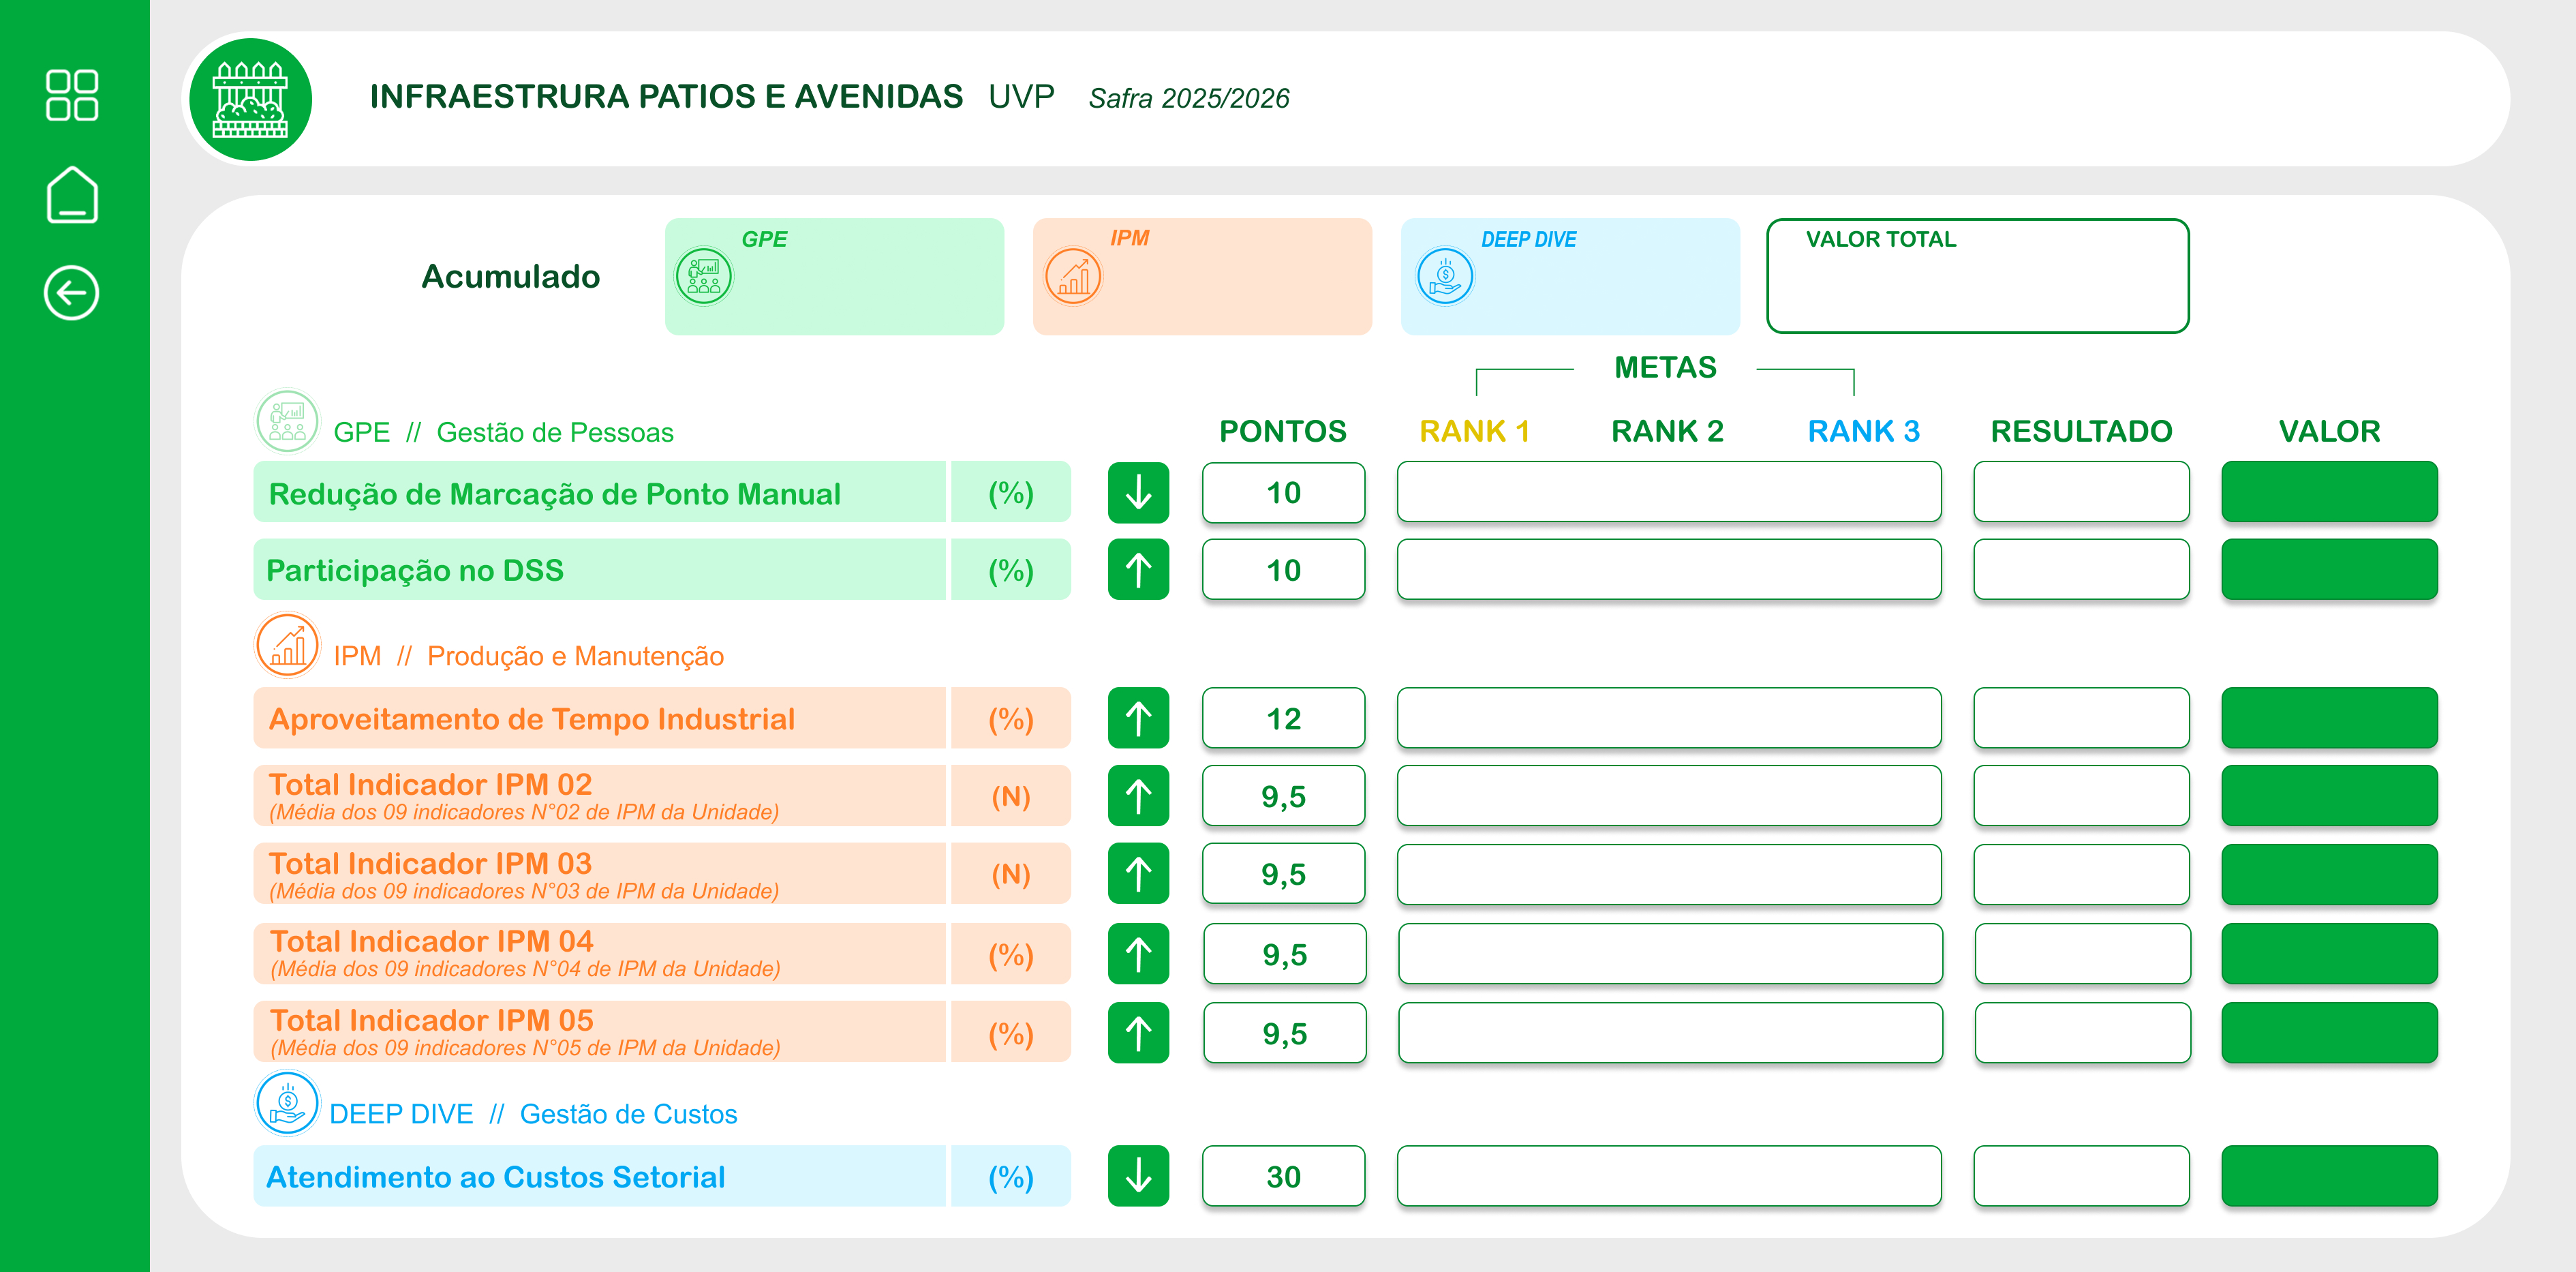 INFRAESTRURA PATIOS E AVENIDAS UVP Safra 2025/2026
Acumulado
GPE
IPM
DEEP DIVE
VALOR TOTAL
METAS
GPE // Gestão de Pessoas
PONTOS RANK 1 RANK 2 RANK 3 RESULTADO VALOR
Redução de Marcação de Ponto Manual (%) 10
Participação no DSS (%) 10
IPM // Produção e Manutenção
Aproveitamento de Tempo Industrial (%) 12
Total Indicador IPM 02 (N) 9,5
(Média dos 09 indicadores N°02 de IPM da Unidade)
Total Indicador IPM 03 (N) 9,5
(Média dos 09 indicadores N°03 de IPM da Unidade)
Total Indicador IPM 04 (%) 9,5
(Média dos 09 indicadores N°04 de IPM da Unidade)
Total Indicador IPM 05 (%) 9,5
(Média dos 09 indicadores N°05 de IPM da Unidade)
DEEP DIVE // Gestão de Custos
Atendimento ao Custos Setorial (%) 30